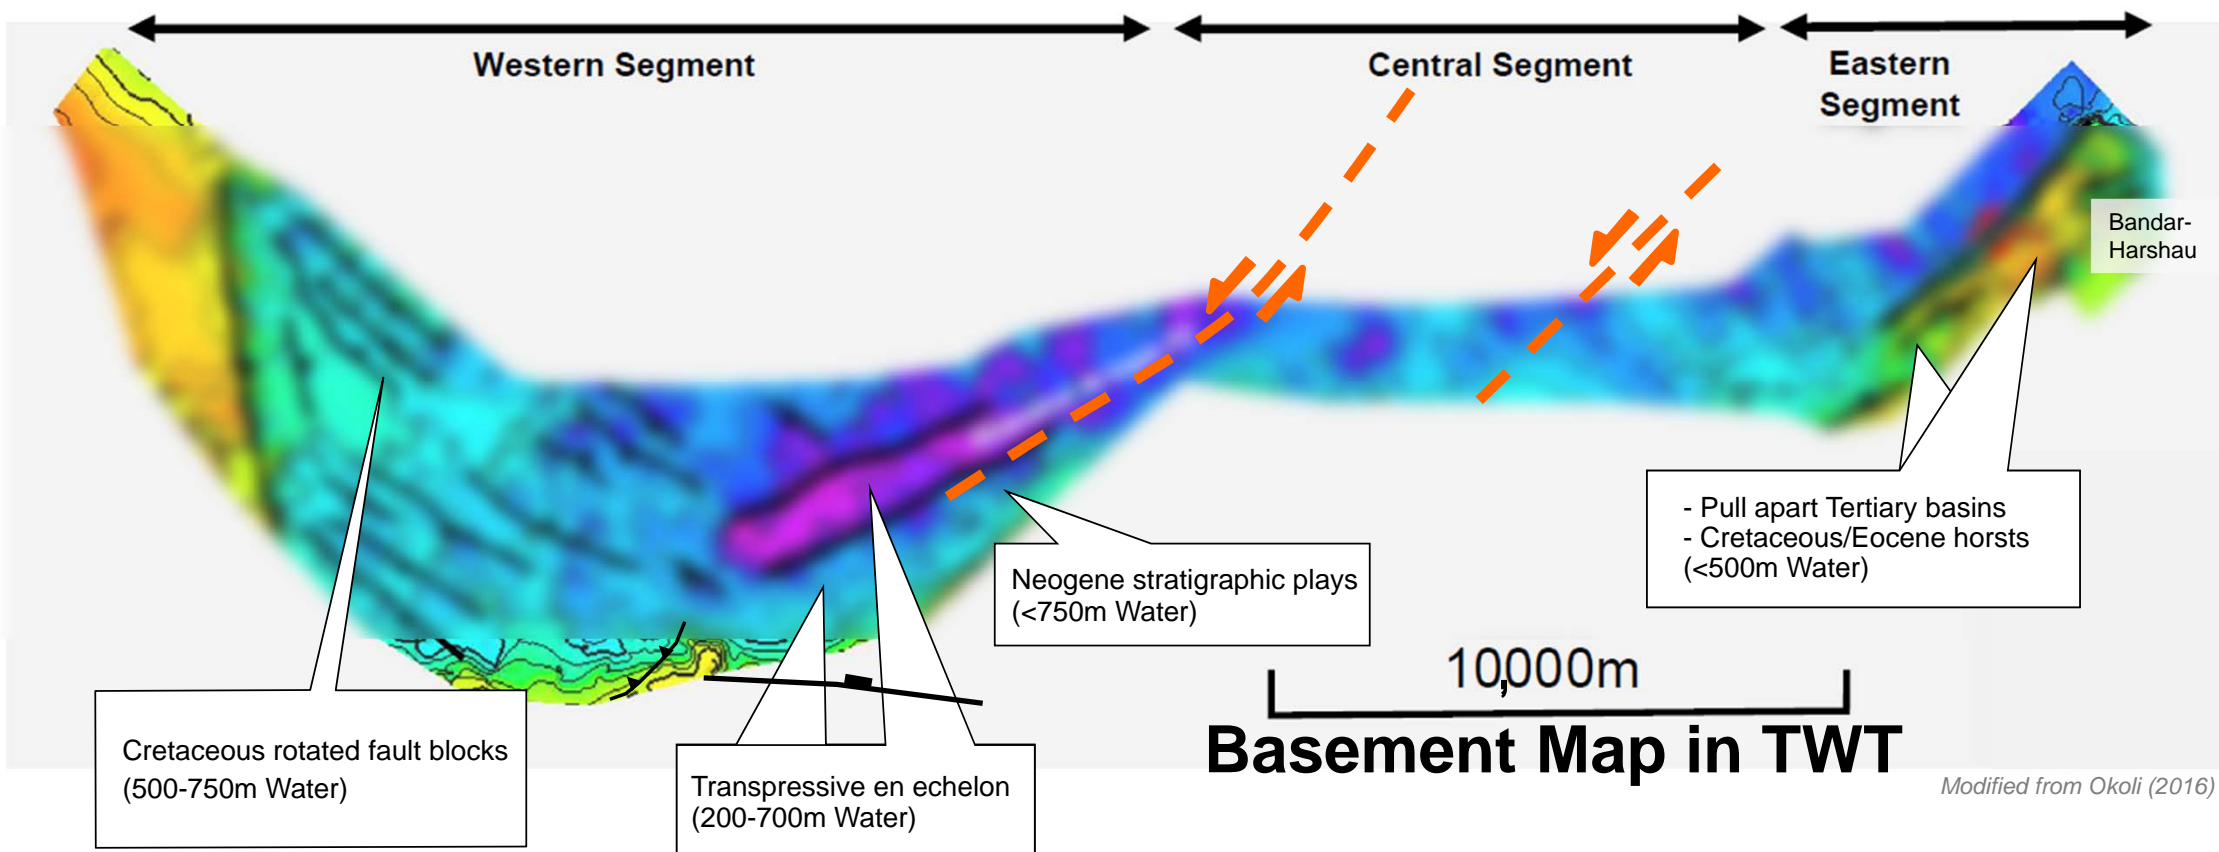 Western Segment
Central Segment
Eastern
Segment
Bandar-
Harshau
- Pull apart Tertiary basins
- Cretaceous/Eocene horsts
(<500m Water)
Neogene stratigraphic plays
(<750m Water)
10,000m
Cretaceous rotated fault blocks
(500-750m Water)
Transpressive en echelon
(200-700m Water)
Basement Map in TWT
Modified from Okoli (2016)